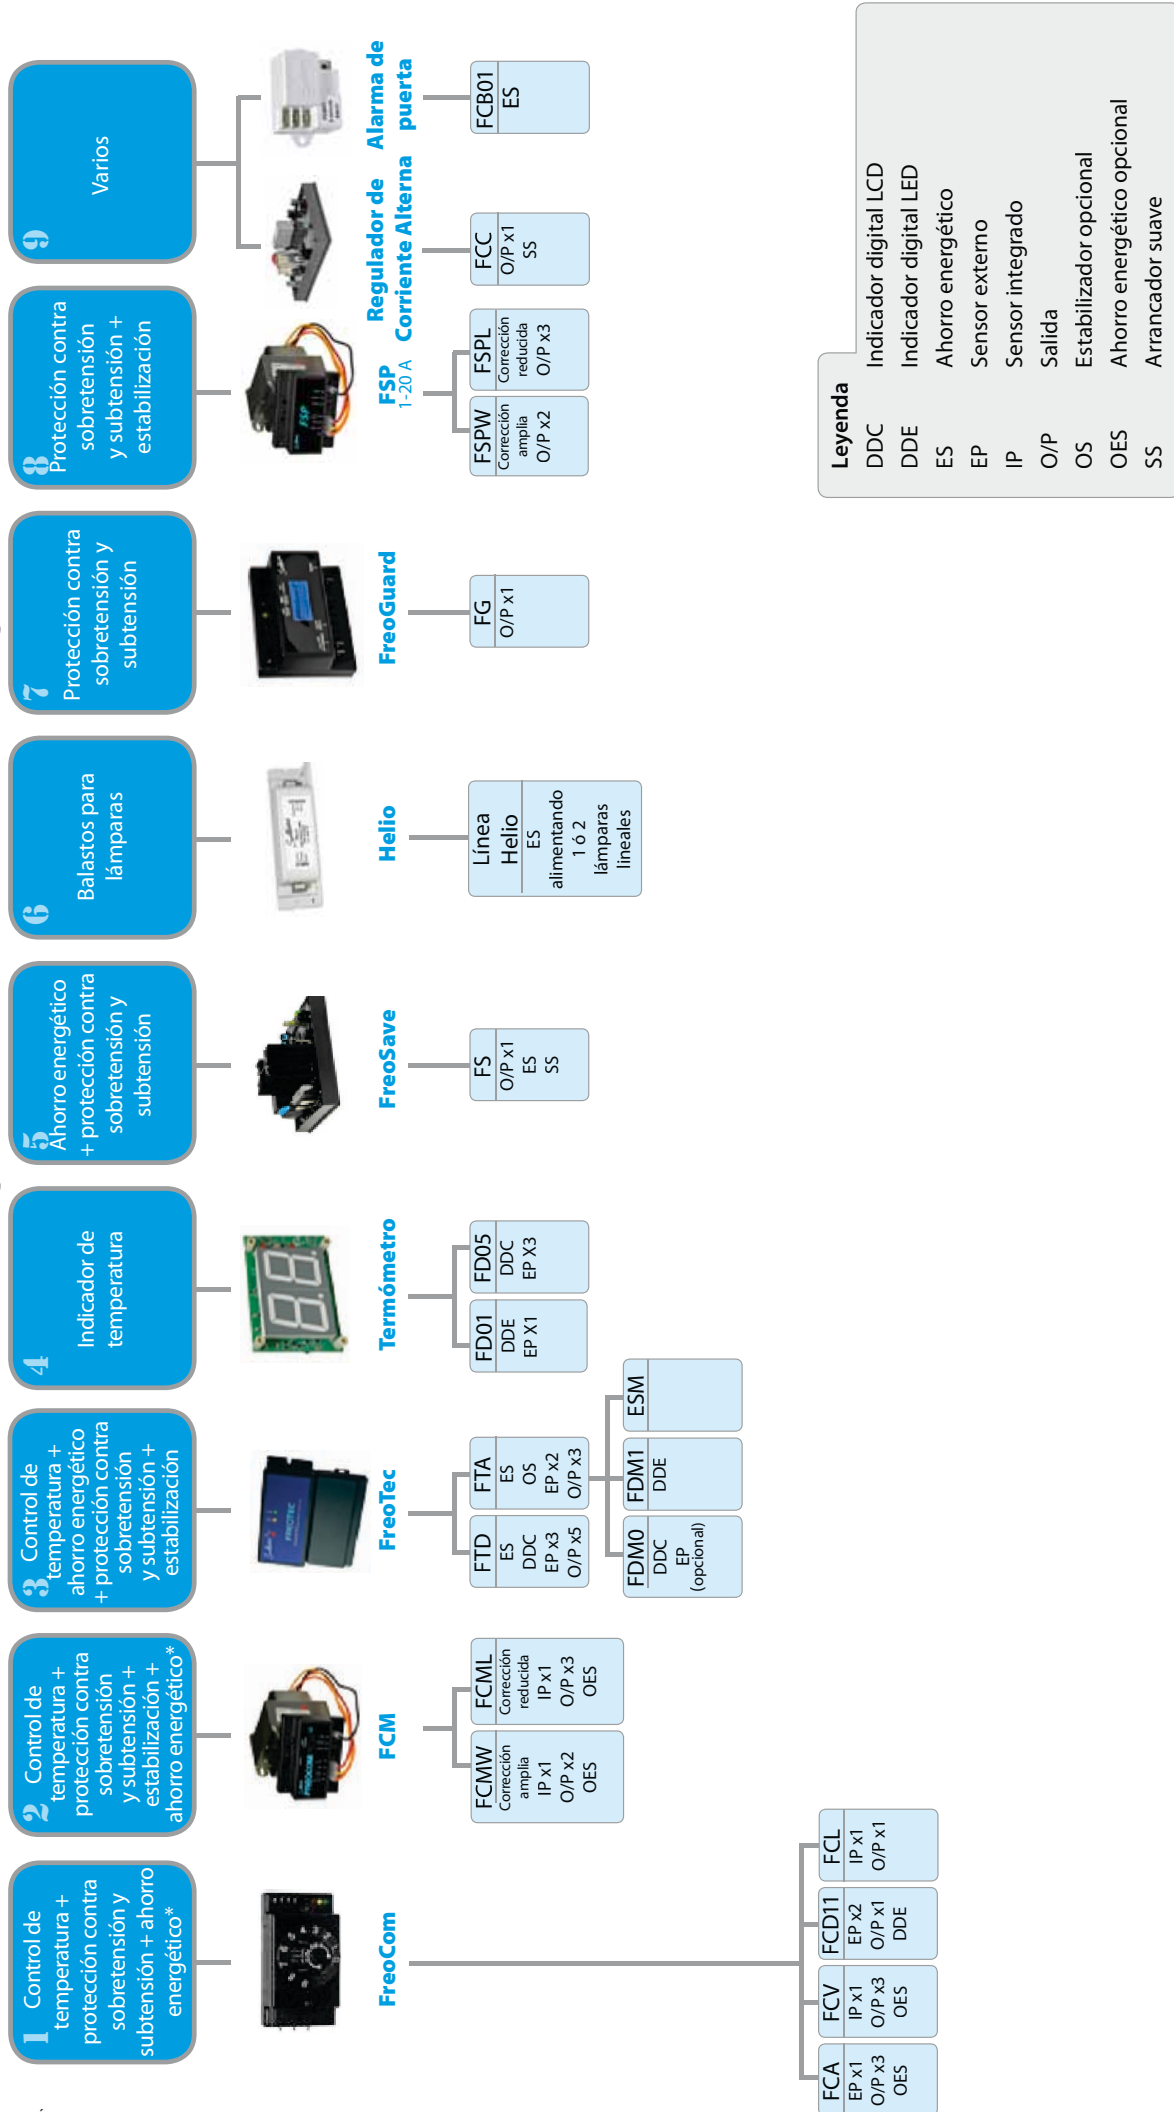 1 Control de
temperatura +
protección contra
sobretensión y
subtensión + ahorro
energético*
FreoCom
FCA
EP x1
O/P x3
OES
FCV
IP x1
O/P x3
OES
FCD11
EP x2
O/P x1
DDE
FCL
IP x1
O/P x1
2 Control de
temperatura +
protección contra
sobretensión
y subtensión +
estabilización +
ahorro energético*
FCM
FCMW
Corrección
amplia
IP x1
O/P x2
OES
FCML
Corrección
reducida
IP x1
O/P x3
OES
3 Control de
temperatura +
ahorro energético
+ protección contra
sobretensión
y subtensión +
estabilización
FREOTEC
FreoTec
FTD
ES
DDC
EP x3
O/P x5
FTA
ES
OS
EP x2
O/P x3
FDM0
DDC
EP
(opcional)
FDM1
DDE
ESM
4
Indicador de
temperatura
Termómetro
FD01
DDE
EP X1
FD05
DDC
EP X3
5
Ahorro energético
+ protección contra
sobretensión y
subtensión
FreoSave
FS
O/P x1
ES
SS
6
Balastos para
lámparas
Helio
Línea
Helio
ES
alimentando
1 ó 2
lámparas
lineales
7
Protección contra
sobretensión y
subtensión
FreoGuard
FG
O/P x1
8
Protección contra
sobretensión
y subtensión +
estabilización
FSP
FSP
1-20 A
FSPW
Corrección
amplia
O/P x2
FSPL
Corrección
reducida
O/P x3
9
Varios
Regulador de
Corriente Alterna
FCC
O/P x1
SS
Alarma de
puerta
FCB01
ES
Leyenda
DDC Indicador digital LCD
DDE Indicador digital LED
ES Ahorro energético
EP Sensor externo
IP Sensor integrado
O/P Salida
OS Estabilizador opcional
OES Ahorro energético opcional
SS Arrancador suave